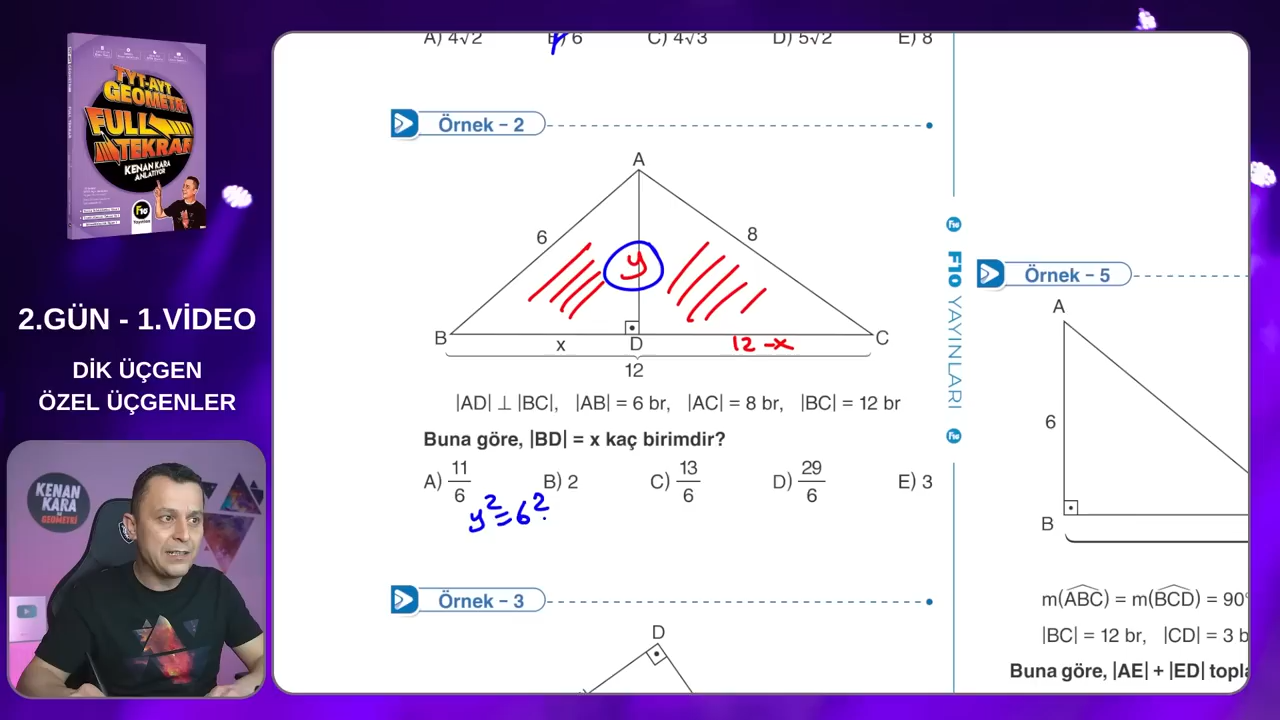 TYT-AYT
GEOMETRİ
FULL
TEKRAR
KENAN KARA
ANLATIYOR
F10
2.GÜN - 1.VİDEO
DİK ÜÇGEN
ÖZEL ÜÇGENLER
KENAN
KARA
ile
GEOMETRİ
A) 4√2 B) 6 C) 4√3 D) 5√2 E) 8
Örnek – 2
A
6 8
y
B x D 12 -x C
12
|AD| ⊥ |BC|, |AB| = 6 br, |AC| = 8 br, |BC| = 12 br
Buna göre, |BD| = x kaç birimdir?
A) 11/6 B) 2 C) 13/6 D) 29/6 E) 3
y² = 6²
Örnek – 3
D
F10 YAYINLARI
Örnek – 5
A
6
B
m(ABC) = m(BCD) = 90°
|BC| = 12 br, |CD| = 3 b
Buna göre, |AE| + |ED| topla